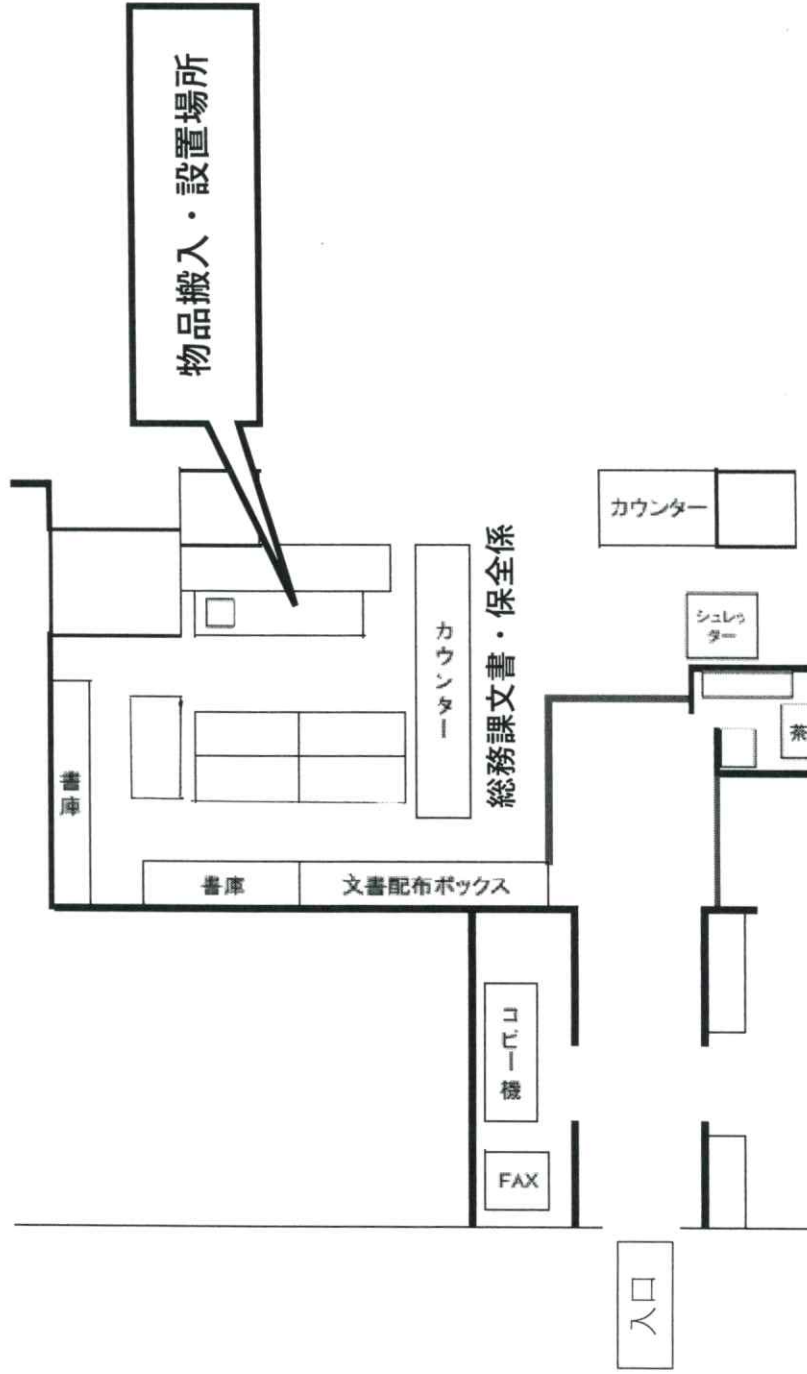 物品搬入・設置場所
カウンター
カウンター
総務課文書・保全係
シュレッダー
茶
書庫
書庫
文書配布ボックス
コピー機
FAX
入口